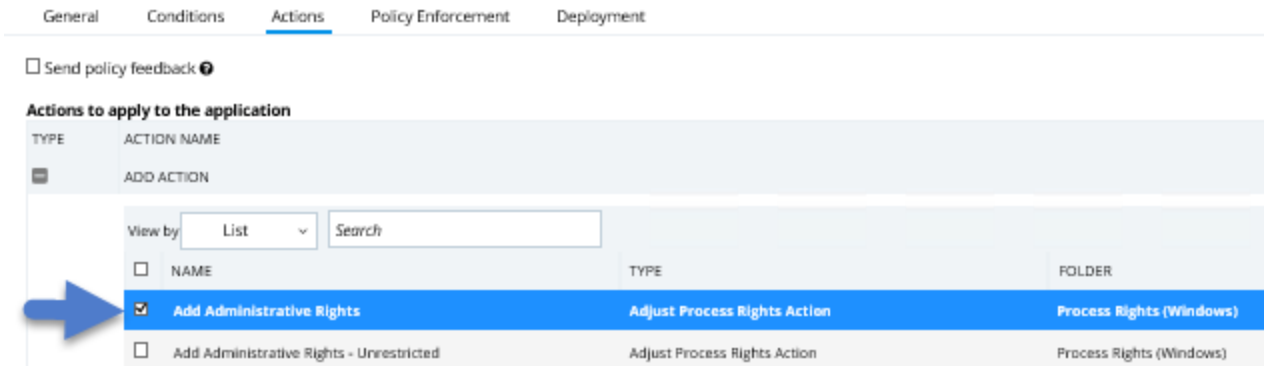 General Conditions Actions Policy Enforcement Deployment
Send policy feedback
Actions to apply to the application
TYPE ACTION NAME
ADD ACTION
View by List Search
NAME TYPE FOLDER
Add Administrative Rights Adjust Process Rights Action Process Rights (Windows)
Add Administrative Rights - Unrestricted Adjust Process Rights Action Process Rights (Windows)